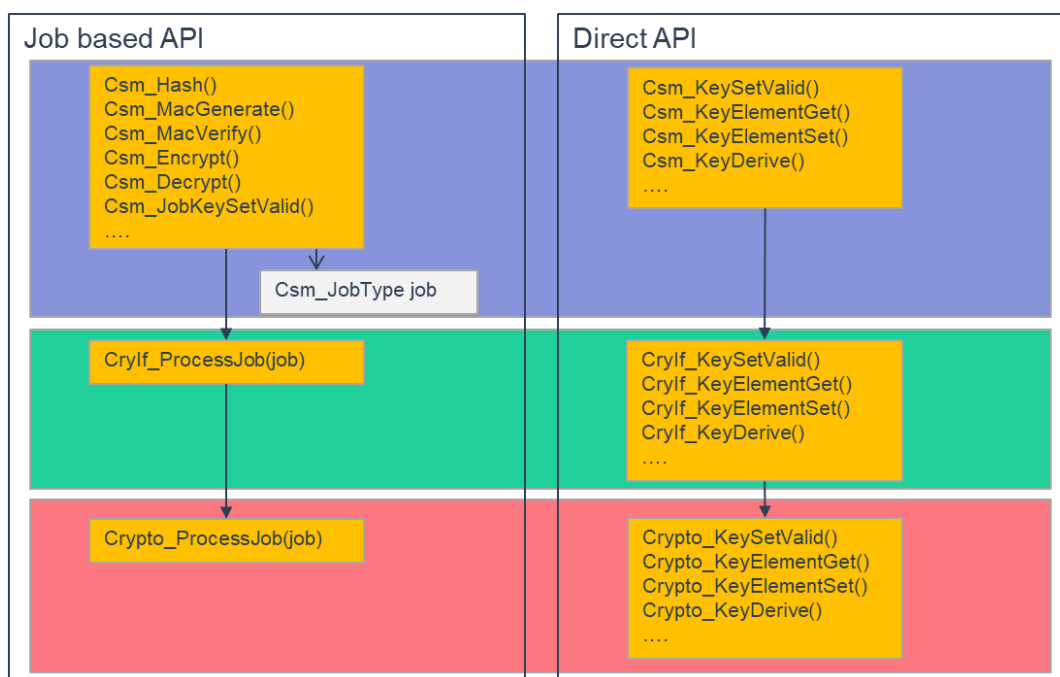 Job based API
Csm_Hash()
Csm_MacGenerate()
Csm_MacVerify()
Csm_Encrypt()
Csm_Decrypt()
Csm_JobKeySetValid()
....
Csm_JobType job
CryIf_ProcessJob(job)
Crypto_ProcessJob(job)
Direct API
Csm_KeySetValid()
Csm_KeyElementGet()
Csm_KeyElementSet()
Csm_KeyDerive()
....
CryIf_KeySetValid()
CryIf_KeyElementGet()
CryIf_KeyElementSet()
CryIf_KeyDerive()
....
Crypto_KeySetValid()
Crypto_KeyElementGet()
Crypto_KeyElementSet()
Crypto_KeyDerive()
....